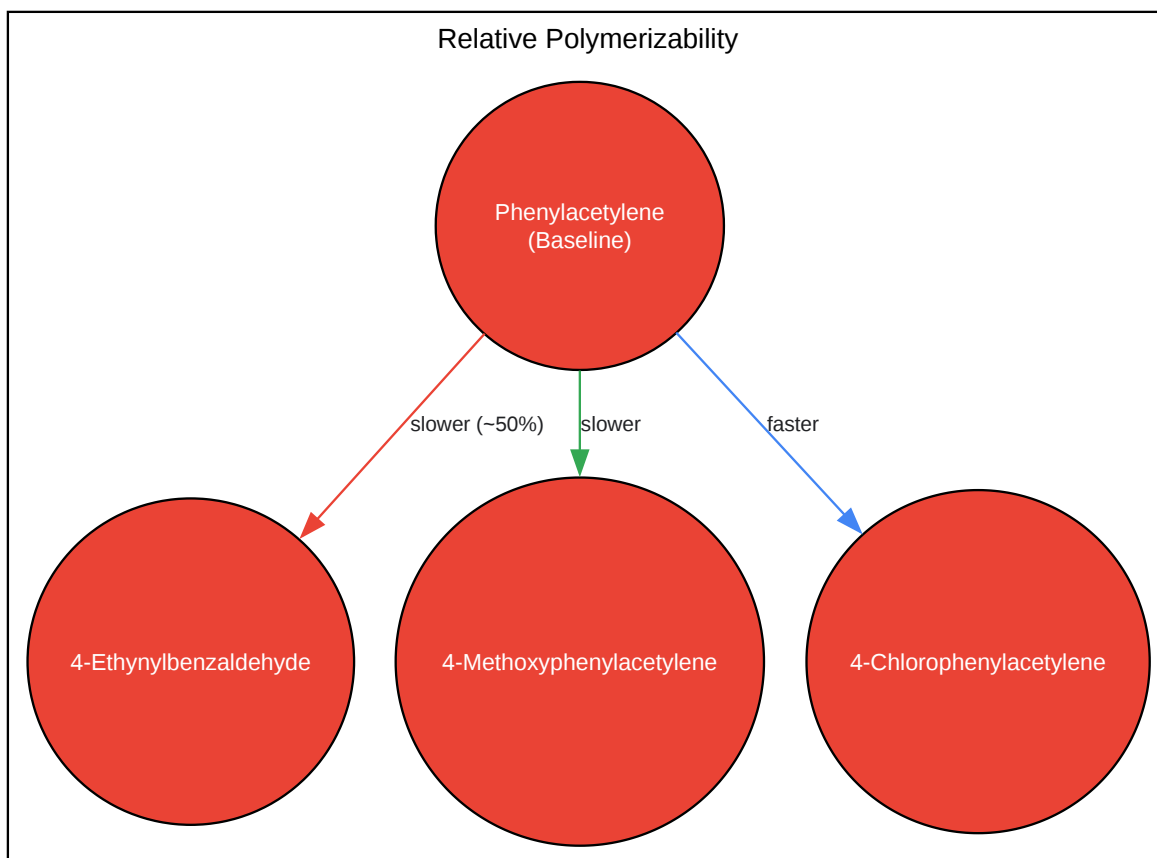 Relative Polymerizability
Phenylacetylene
(Baseline)
slower (~50%)
slower
faster
4-Ethynylbenzaldehyde
4-Methoxyphenylacetylene
4-Chlorophenylacetylene